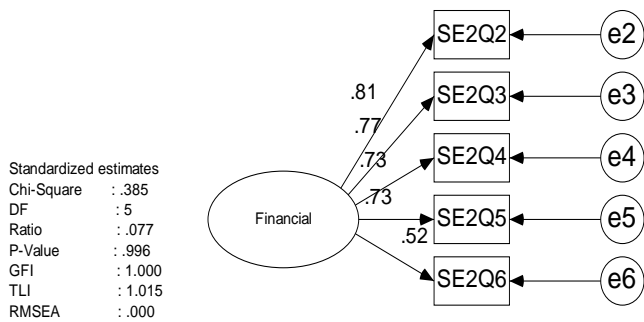 SE2Q2
e2
.81
SE2Q3
e3
.77
.73
SE2Q4
e4
Standardized estimates
Chi-Square : .385
DF : 5
Ratio : .077
P-Value : .996
GFI : 1.000
TLI : 1.015
RMSEA : .000
Financial
.73
SE2Q5
e5
.52
SE2Q6
e6